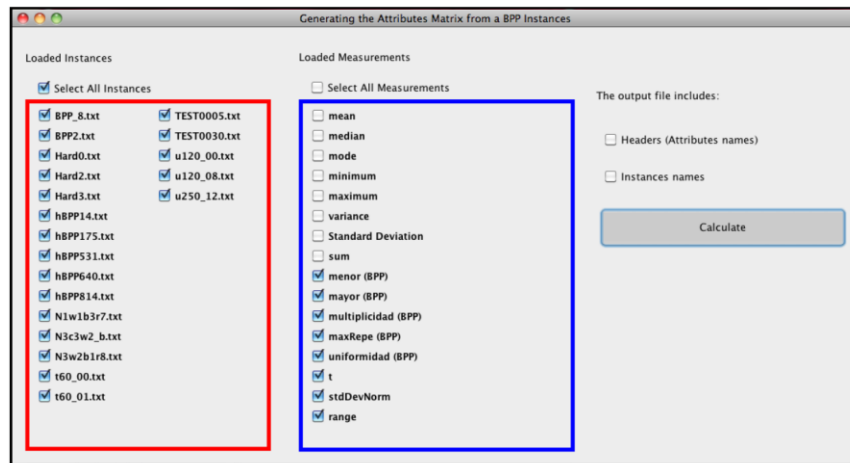 Generating the Attributes Matrix from a BPP Instances
Loaded Instances
Select All Instances
BPP_8.txt
BPP2.txt
Hard0.txt
Hard2.txt
Hard3.txt
hBPP14.txt
hBPP175.txt
hBPP531.txt
hBPP640.txt
hBPP814.txt
N1w1b3r7.txt
N3c3w2_b.txt
N3w2b1r8.txt
t60_00.txt
t60_01.txt
TEST0005.txt
TEST0030.txt
u120_00.txt
u120_08.txt
u250_12.txt
Loaded Measurements
Select All Measurements
mean
median
mode
minimum
maximum
variance
Standard Deviation
sum
menor (BPP)
mayor (BPP)
multiplicidad (BPP)
maxRepe (BPP)
uniformidad (BPP)
t
stdDevNorm
range
The output file includes:
Headers (Attributes names)
Instances names
Calculate